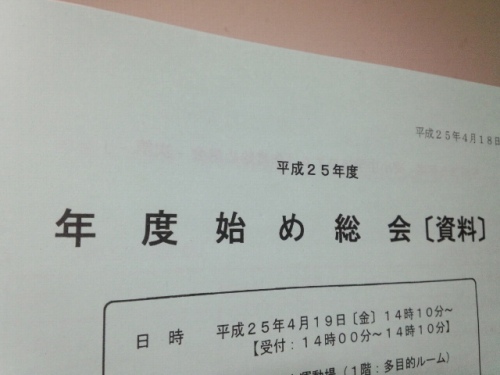 平成25年4月18日
平成25年度
年度始め総会〔資料〕
日時 平成25年4月19日〔金〕14時10分~
【受付:14時00分~14時10分】
運動場(1階:多目的ルーム)